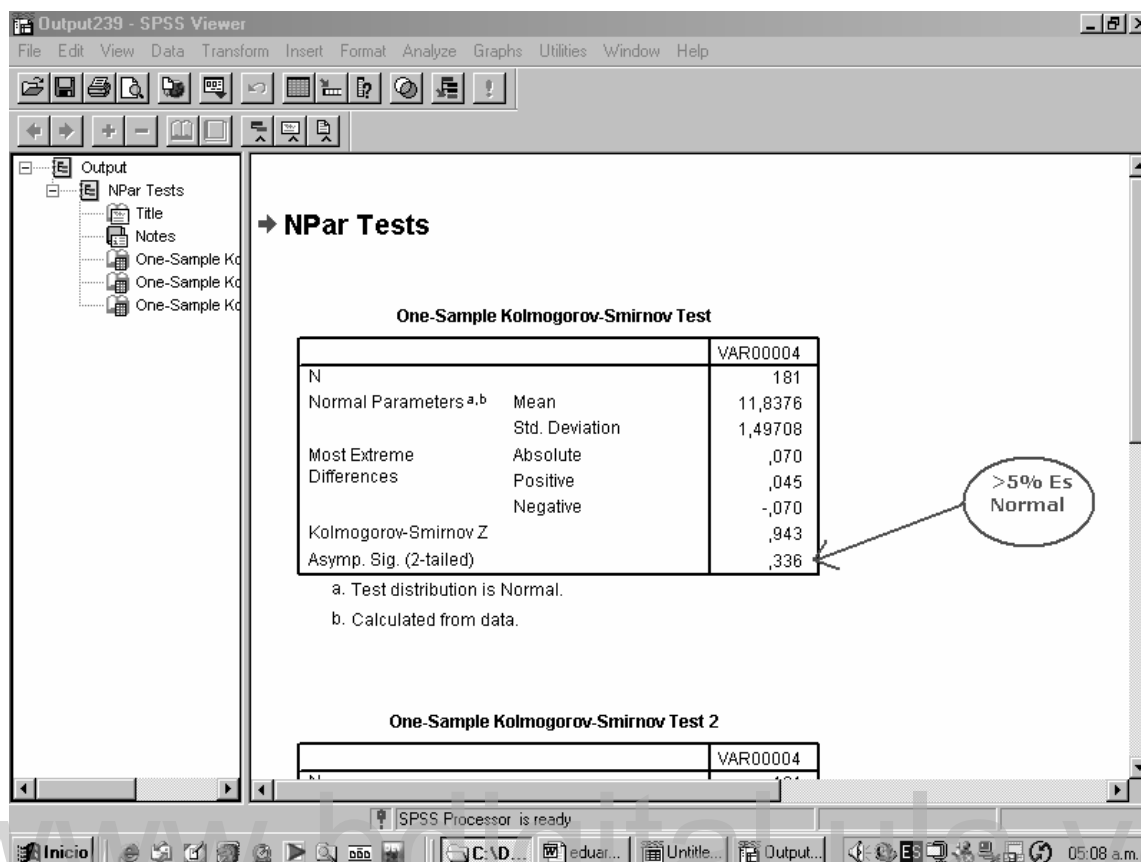 Output239 - SPSS Viewer
File Edit View Data Transform Insert Format Analyze Graphs Utilities Window Help
Output
NPar Tests
Title
Notes
One-Sample Ko
One-Sample Ko
One-Sample Ko
NPar Tests
One-Sample Kolmogorov-Smirnov Test
VAR00004
N 181
Normal Parameters a,b Mean 11,8376
Std. Deviation 1,49708
Most Extreme Differences Absolute ,070
Positive ,045
Negative -,070
Kolmogorov-Smirnov Z ,943
Asymp. Sig. (2-tailed) ,336
a. Test distribution is Normal.
b. Calculated from data.
>5% Es
Normal
One-Sample Kolmogorov-Smirnov Test 2
VAR00004
SPSS Processor is ready
Inicio C:\D... eduar... Untitle... Output... ES 05:08 a.m.